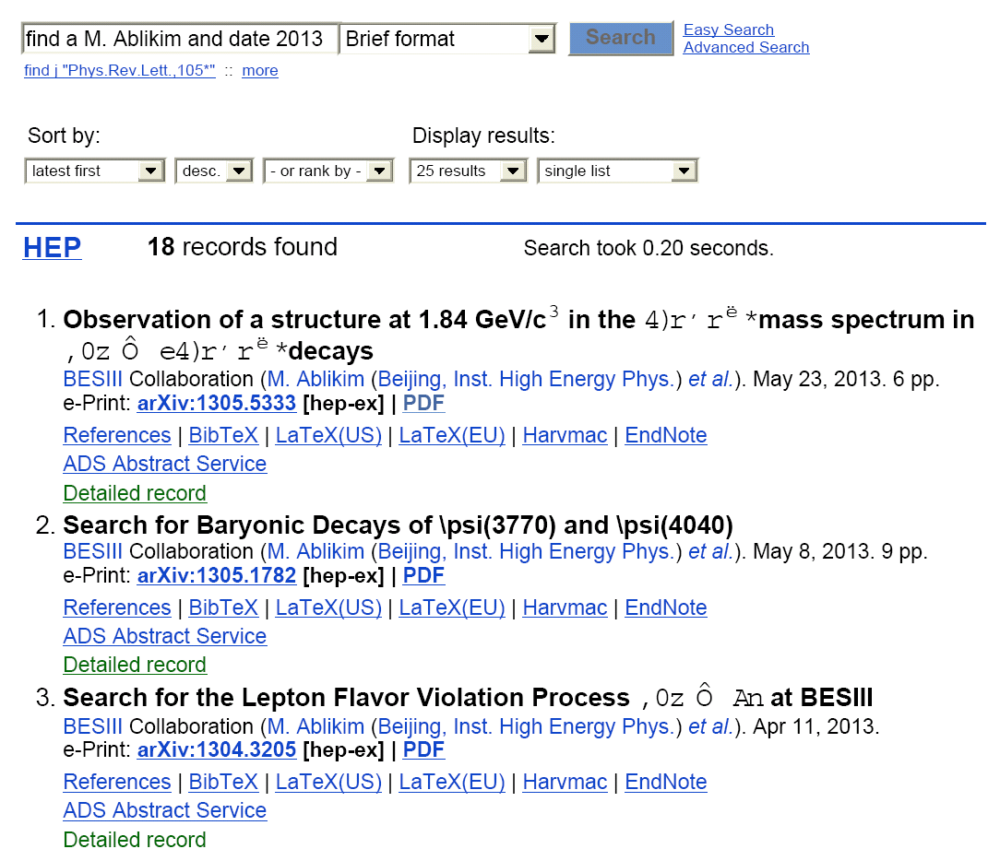 find a M. Ablikim and date 2013 Brief format Search Easy Search
Advanced Search
find j "Phys.Rev.Lett.,105*" :: more
Sort by: Display results:
latest first desc. - or rank by - 25 results single list
HEP 18 records found Search took 0.20 seconds.
1. Observation of a structure at 1.84 GeV/c³ in the 4)r′ rë *mass spectrum in
,0z Ô e4)r′ rë *decays
BESIII Collaboration (M. Ablikim (Beijing, Inst. High Energy Phys.) et al.). May 23, 2013. 6 pp.
e-Print: arXiv:1305.5333 [hep-ex] | PDF
References | BibTeX | LaTeX(US) | LaTeX(EU) | Harvmac | EndNote
ADS Abstract Service
Detailed record
2. Search for Baryonic Decays of \psi(3770) and \psi(4040)
BESIII Collaboration (M. Ablikim (Beijing, Inst. High Energy Phys.) et al.). May 8, 2013. 9 pp.
e-Print: arXiv:1305.1782 [hep-ex] | PDF
References | BibTeX | LaTeX(US) | LaTeX(EU) | Harvmac | EndNote
ADS Abstract Service
Detailed record
3. Search for the Lepton Flavor Violation Process ,0z Ô An at BESIII
BESIII Collaboration (M. Ablikim (Beijing, Inst. High Energy Phys.) et al.). Apr 11, 2013.
e-Print: arXiv:1304.3205 [hep-ex] | PDF
References | BibTeX | LaTeX(US) | LaTeX(EU) | Harvmac | EndNote
ADS Abstract Service
Detailed record